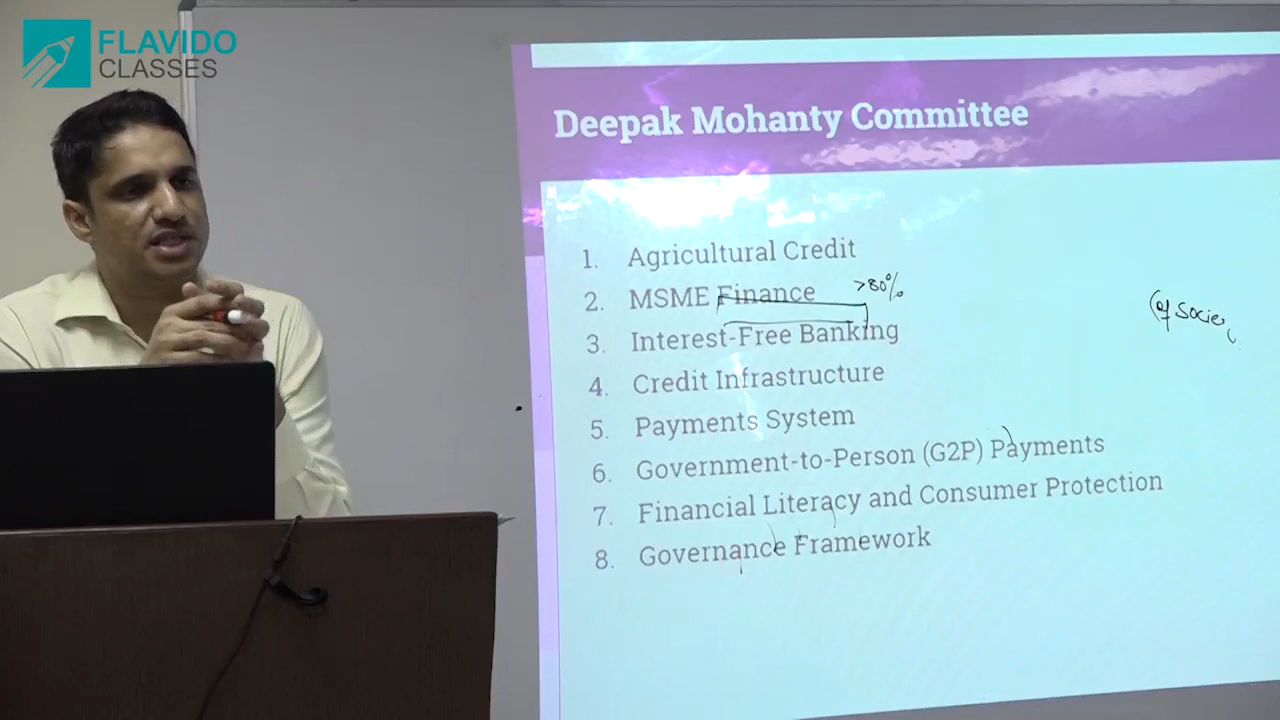 FLAVIDO
CLASSES
Deepak Mohanty Committee
1. Agricultural Credit
2. MSME Finance >80%
3. Interest-Free Banking
4. Credit Infrastructure
5. Payments System
6. Government-to-Person (G2P) Payments
7. Financial Literacy and Consumer Protection
8. Governance Framework